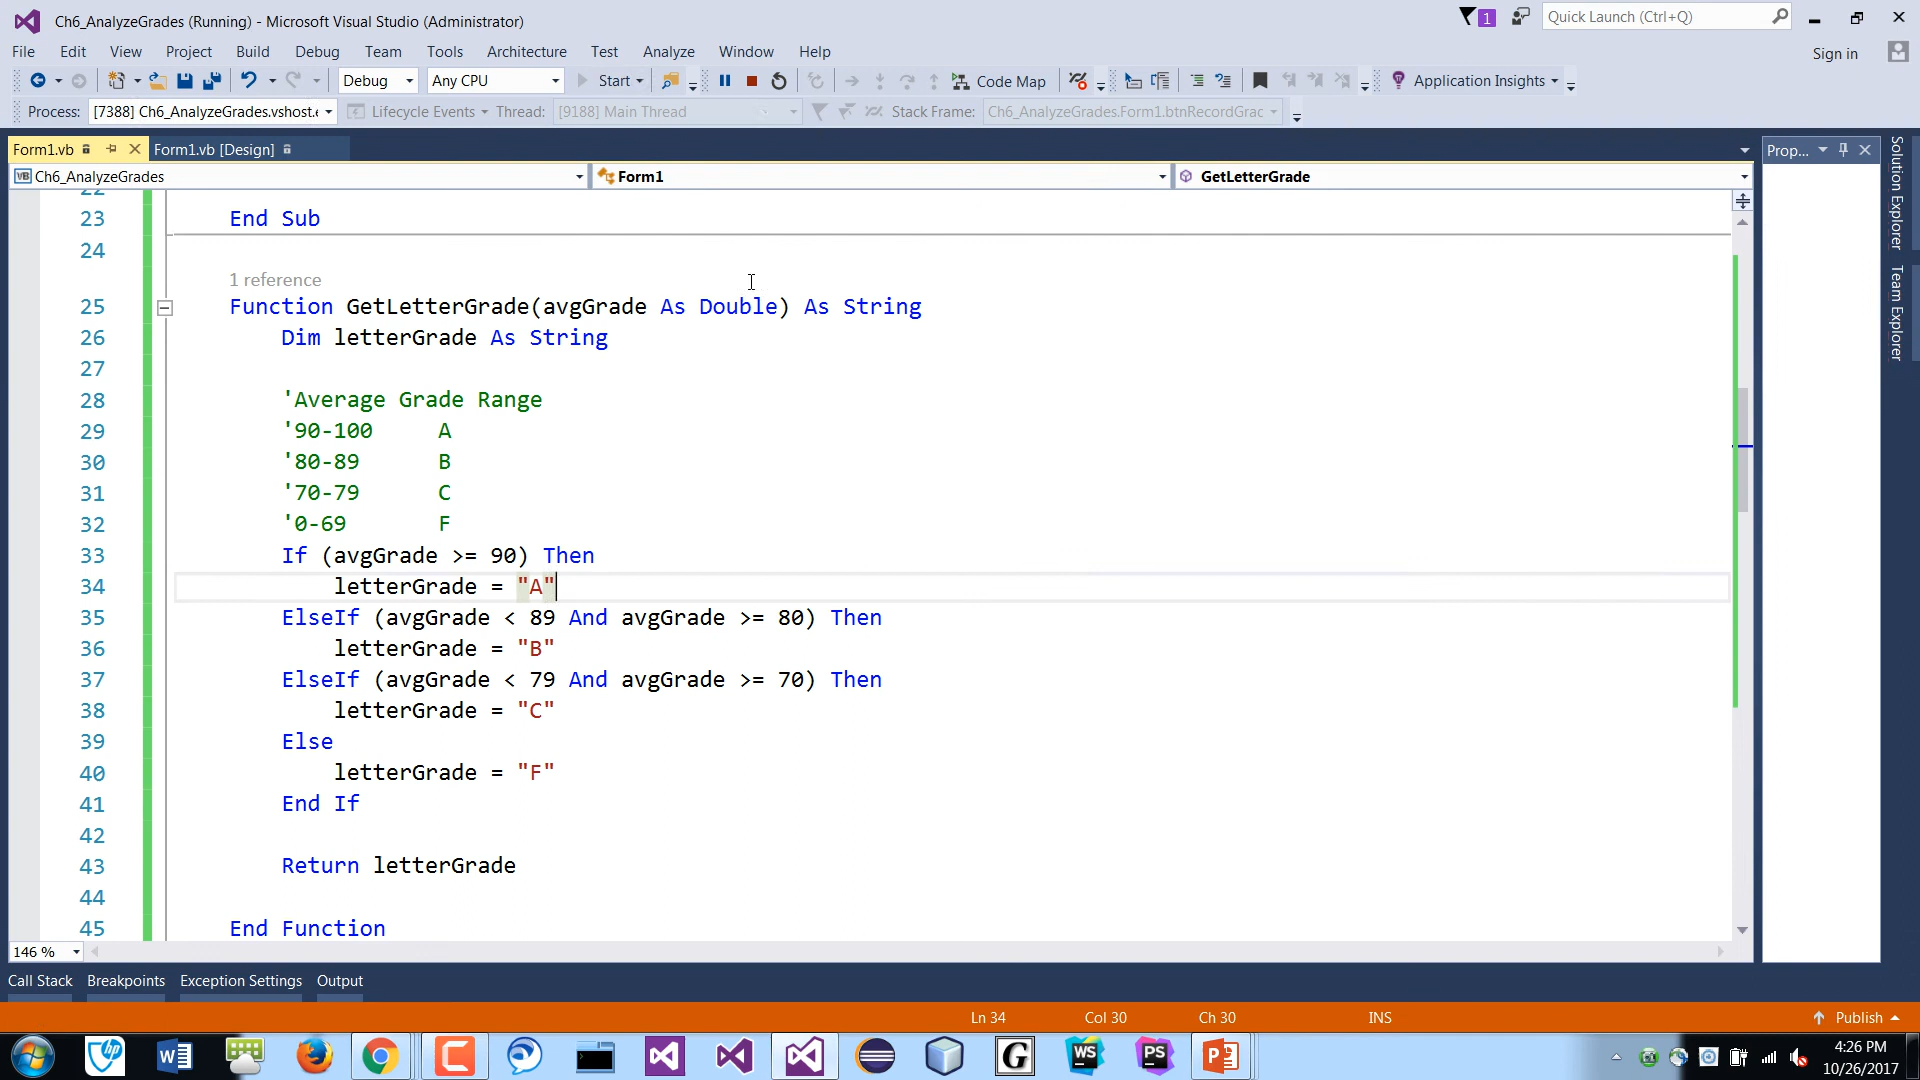 Ch6_AnalyzeGrades (Running) - Microsoft Visual Studio (Administrator)
1
Quick Launch (Ctrl+Q)
File Edit View Project Build Debug Team Tools Architecture Test Analyze Window Help
Sign in
Debug Any CPU Start Code Map Application Insights
Process: [7388] Ch6_AnalyzeGrades.vshost.e Lifecycle Events Thread: [9188] Main Thread Stack Frame: Ch6_AnalyzeGrades.Form1.btnRecordGrac
Form1.vb Form1.vb [Design]
Prop...
Solution Explorer
Team Explorer
VB Ch6_AnalyzeGrades Form1 GetLetterGrade
22
23 End Sub
24
1 reference
25 Function GetLetterGrade(avgGrade As Double) As String
26 Dim letterGrade As String
27
28 'Average Grade Range
29 '90-100 A
30 '80-89 B
31 '70-79 C
32 '0-69 F
33 If (avgGrade >= 90) Then
34 letterGrade = "A"
35 ElseIf (avgGrade < 89 And avgGrade >= 80) Then
36 letterGrade = "B"
37 ElseIf (avgGrade < 79 And avgGrade >= 70) Then
38 letterGrade = "C"
39 Else
40 letterGrade = "F"
41 End If
42
43 Return letterGrade
44
45 End Function
146 %
Call Stack Breakpoints Exception Settings Output
Ln 34 Col 30 Ch 30 INS Publish
hp W C G WS PS P
4:26 PM
10/26/2017